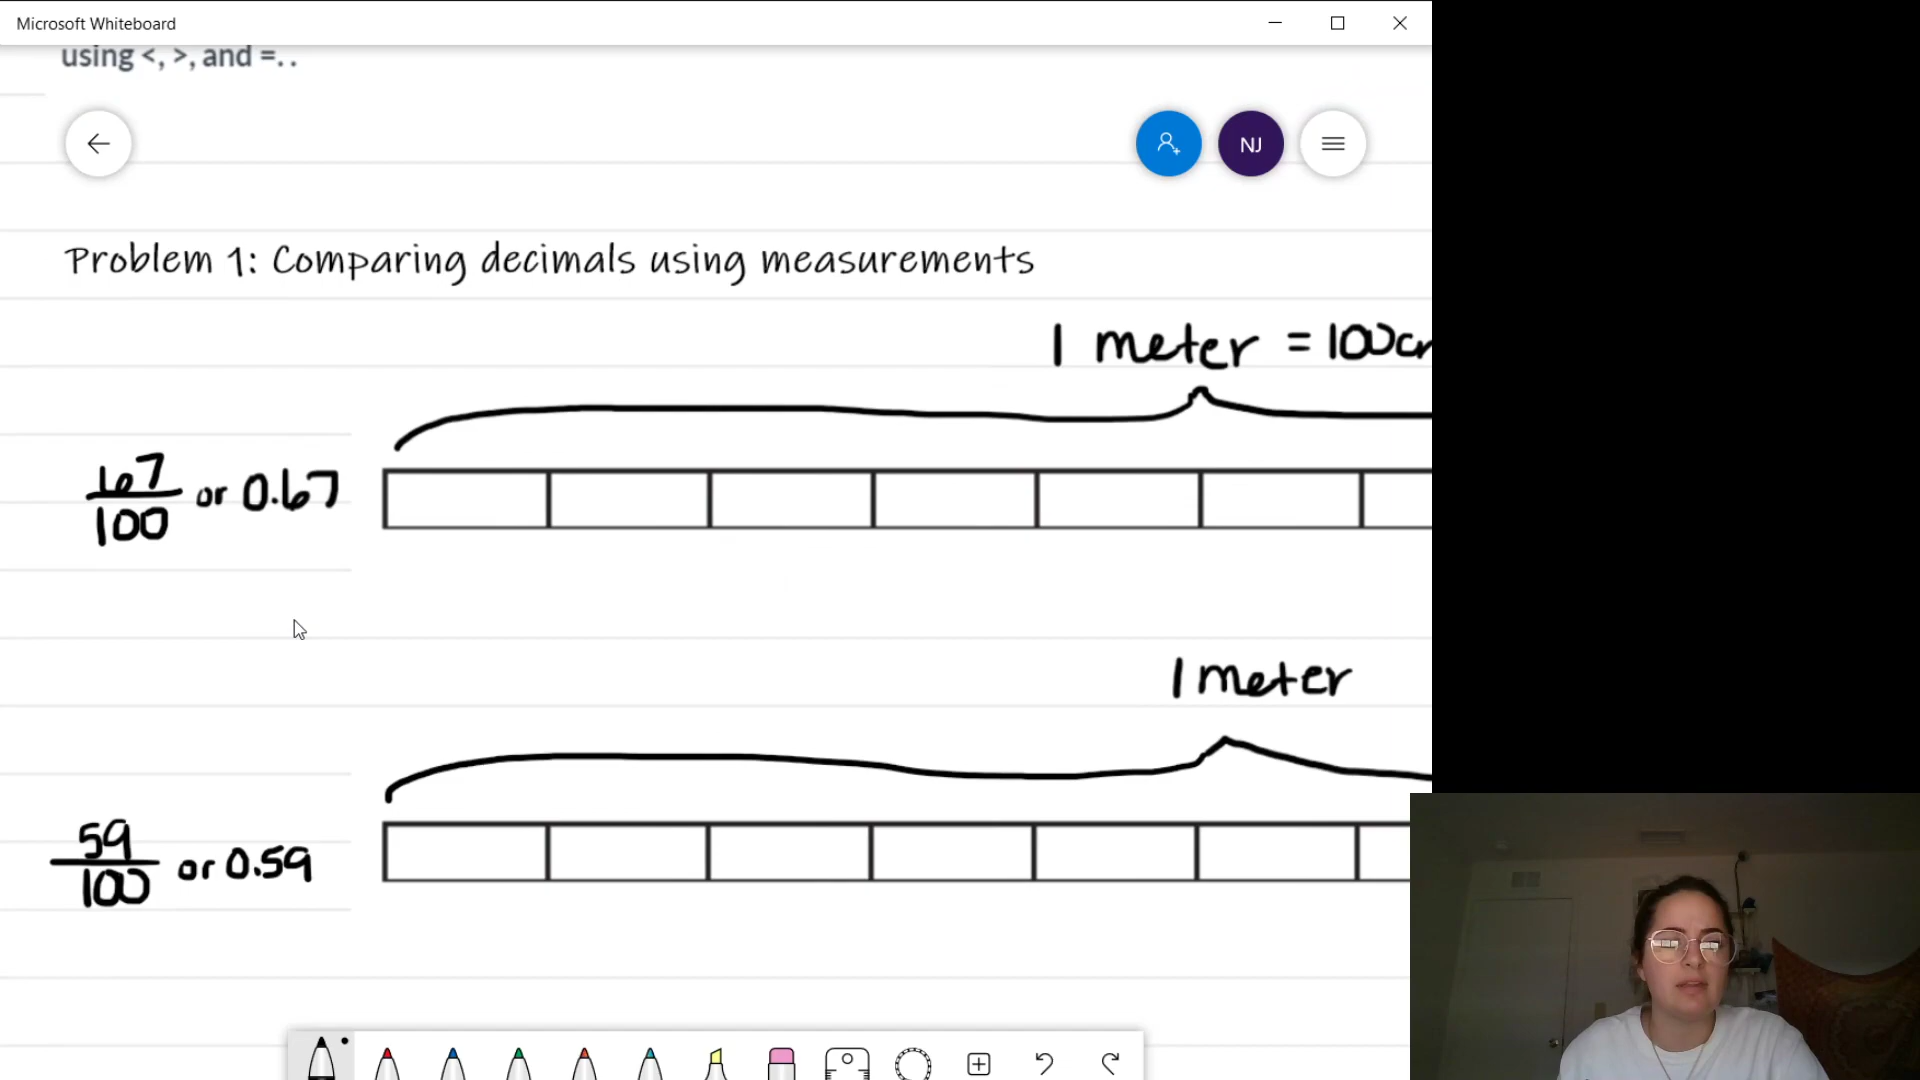 Microsoft Whiteboard
using <, >, and =. .
NJ
Problem 1: Comparing decimals using measurements
1 meter = 100cm
67/100 or 0.67
1 meter
59/100 or 0.59